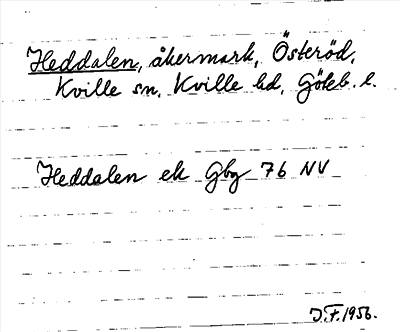 Heddalen, åkermark, Österöd,
Kville sn, Kville hd, Göteb. l.
Heddalen ek Gbg 76 NV
J.F. 1956.